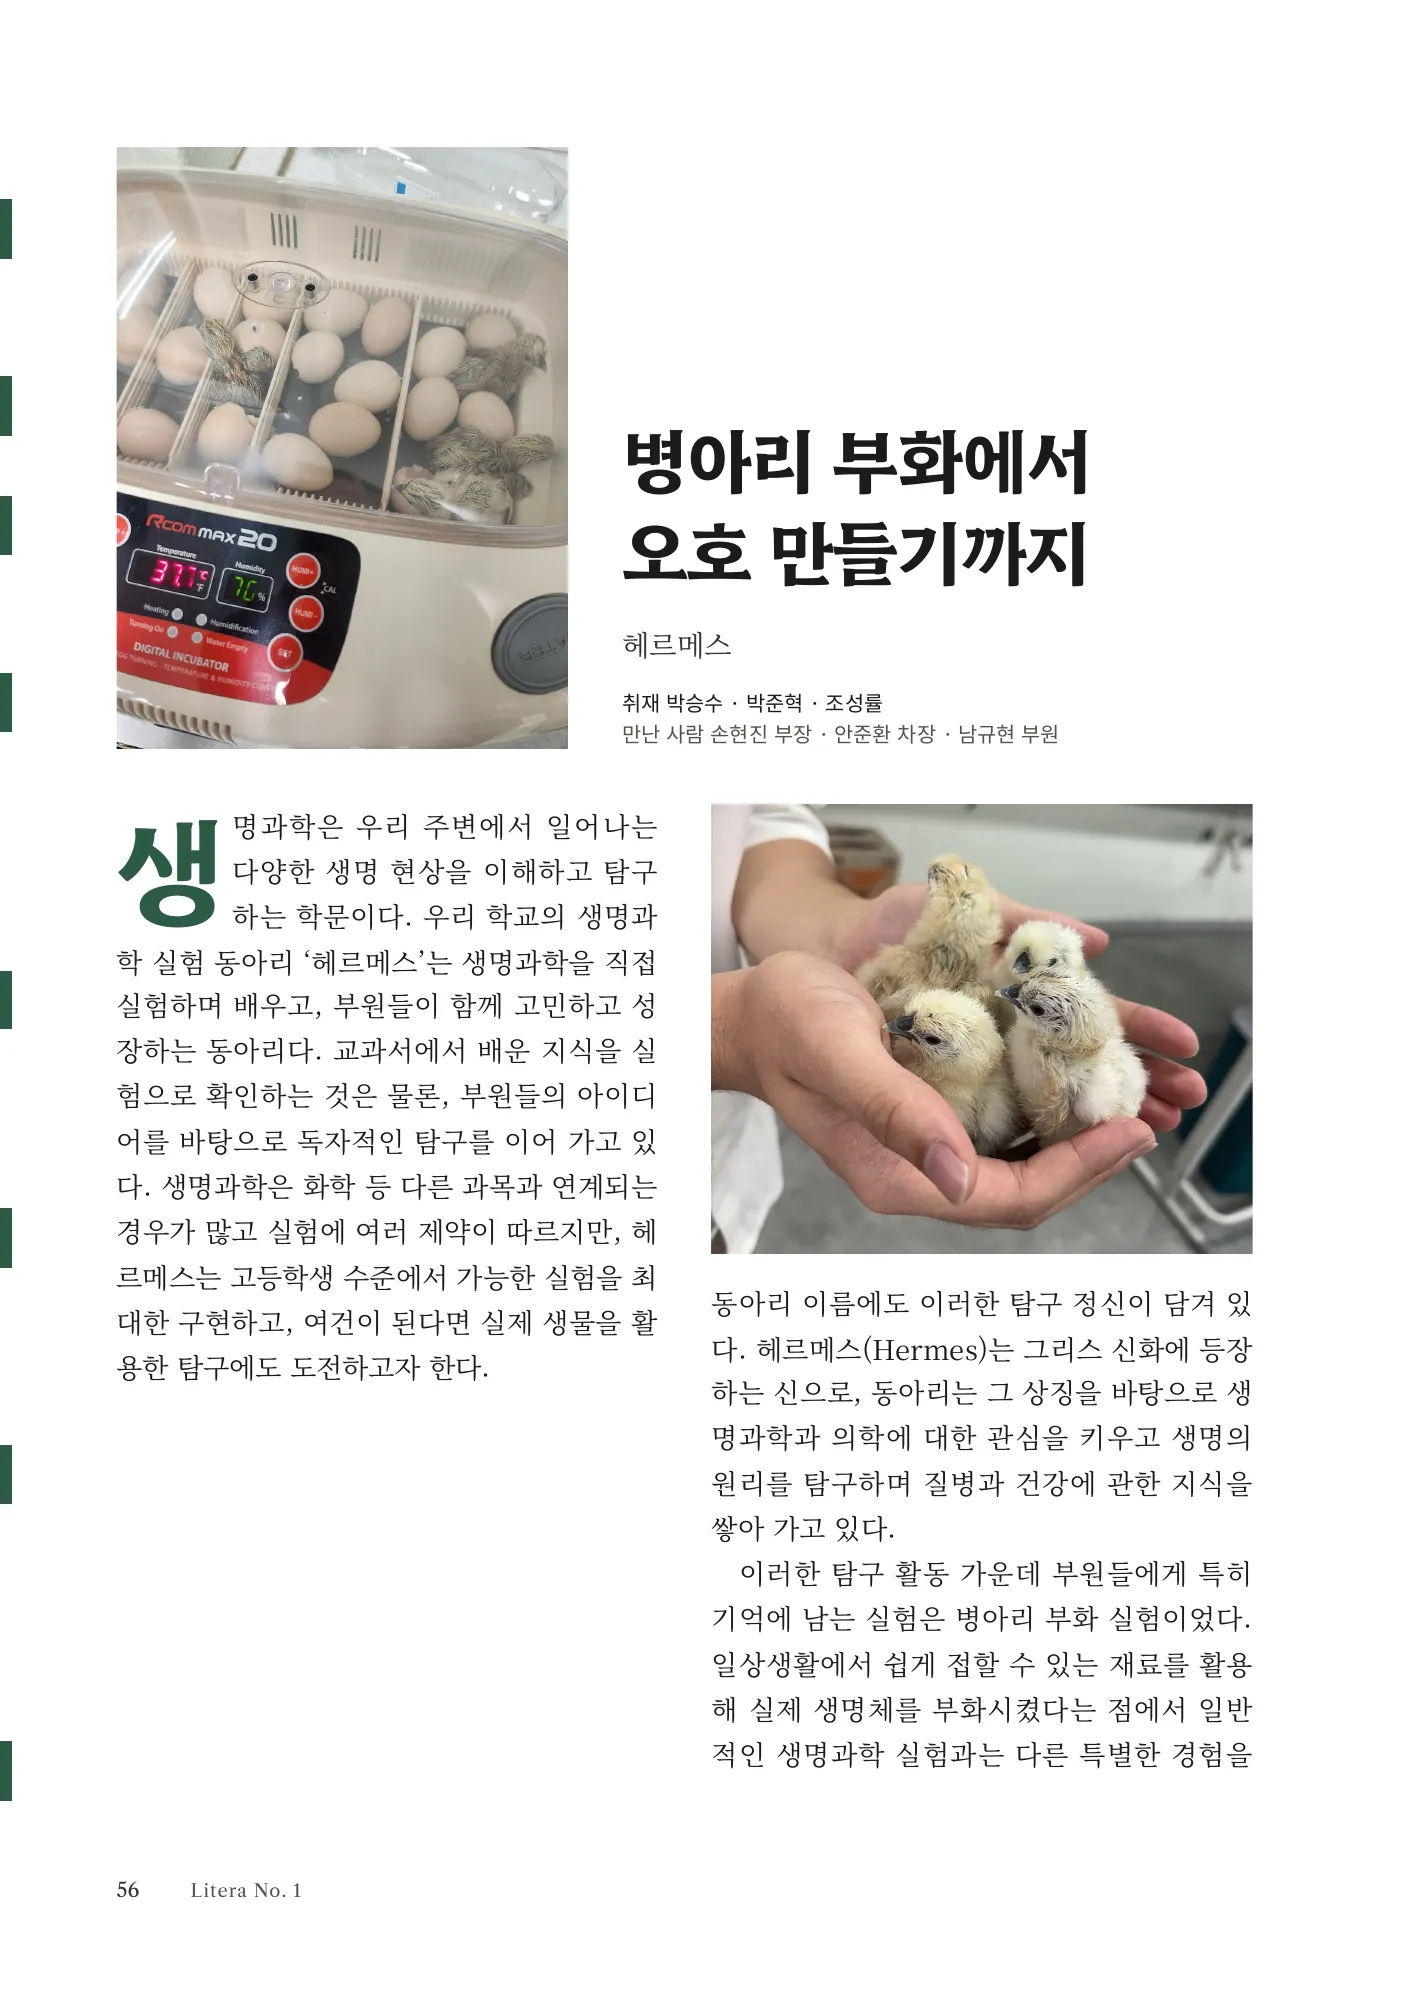 Rcom MAX 20
Temperature
Humidity
37.7 °C
°F
70 %
HUMI+
CAL
HUMI -
Heating
Humidification
Turning On
Water Empty
SET
DIGITAL INCUBATOR
병아리 부화에서
오호 만들기까지
헤르메스
취재 박승수 · 박준혁 · 조성률
만난 사람 손현진 부장 · 안준환 차장 · 남규현 부원
생명과학은 우리 주변에서 일어나는
다양한 생명 현상을 이해하고 탐구
하는 학문이다. 우리 학교의 생명과
학 실험 동아리 ‘헤르메스’는 생명과학을 직접
실험하며 배우고, 부원들이 함께 고민하고 성
장하는 동아리다. 교과서에서 배운 지식을 실
험으로 확인하는 것은 물론, 부원들의 아이디
어를 바탕으로 독자적인 탐구를 이어 가고 있
다. 생명과학은 화학 등 다른 과목과 연계되는
경우가 많고 실험에 여러 제약이 따르지만, 헤
르메스는 고등학생 수준에서 가능한 실험을 최
대한 구현하고, 여건이 된다면 실제 생물을 활
용한 탐구에도 도전하고자 한다.
동아리 이름에도 이러한 탐구 정신이 담겨 있
다. 헤르메스(Hermes)는 그리스 신화에 등장
하는 신으로, 동아리는 그 상징을 바탕으로 생
명과학과 의학에 대한 관심을 키우고 생명의
원리를 탐구하며 질병과 건강에 관한 지식을
쌓아 가고 있다.
이러한 탐구 활동 가운데 부원들에게 특히
기억에 남는 실험은 병아리 부화 실험이었다.
일상생활에서 쉽게 접할 수 있는 재료를 활용
해 실제 생명체를 부화시켰다는 점에서 일반
적인 생명과학 실험과는 다른 특별한 경험을
56 Litera No. 1